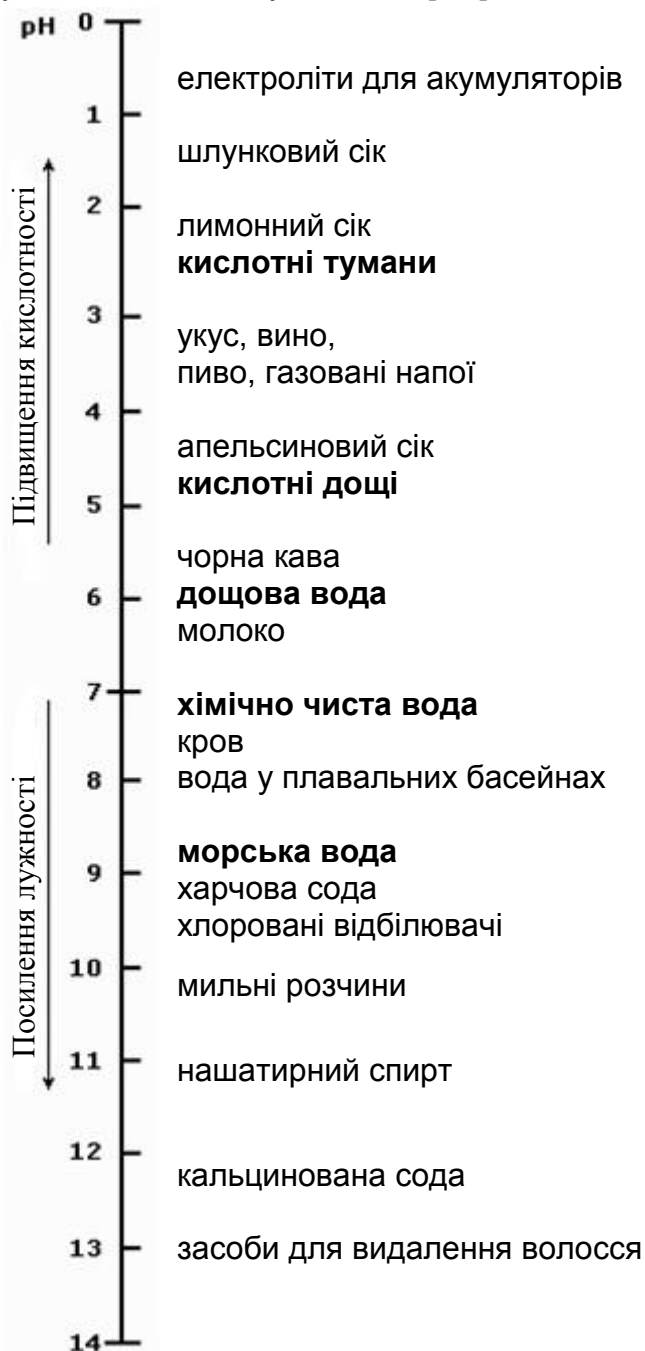 pH 0
електроліти для акумуляторів
1
шлунковий сік
2
лимонний сік
кислотні тумани
3
укус, вино,
пиво, газовані напої
4
апельсиновий сік
кислотні дощі
5
чорна кава
6
дощова вода
молоко
Підвищення кислотності
7
хімічно чиста вода
кров
8
вода у плавальних басейнах
морська вода
9
харчова сода
хлоровані відбілювачі
10
мильні розчини
11
нашатирний спирт
Посилення лужності
12
кальцинована сода
13
засоби для видалення волосся
14